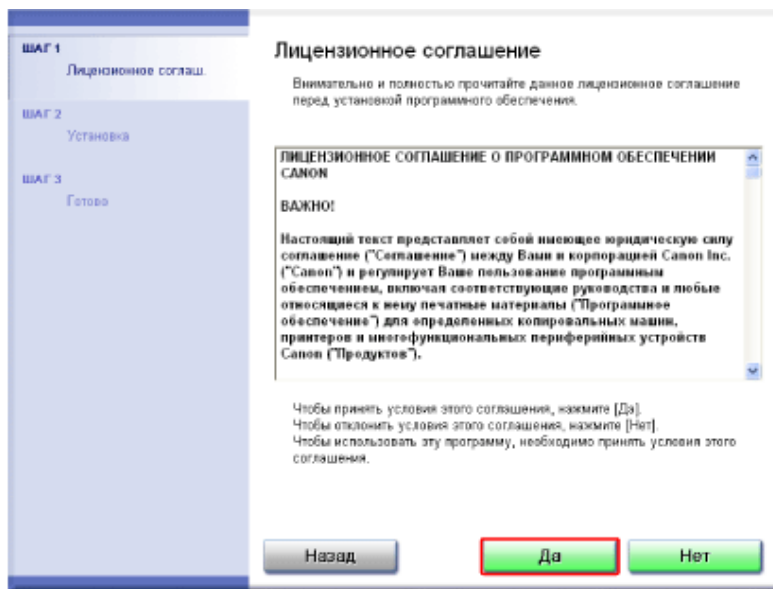 ШАГ 1
Лицензионное соглаш.
ШАГ 2
Установка
ШАГ 3
Готово
Лицензионное соглашение
Внимательно и полностью прочитайте данное лицензионное соглашение
перед установкой программного обеспечения.
ЛИЦЕНЗИОННОЕ СОГЛАШЕНИЕ О ПРОГРАММНОМ ОБЕСПЕЧЕНИИ
CANON
ВАЖНО!
Настоящий текст представляет собой имеющее юридическую силу
соглашение ("Соглашение") между Вами и корпорацией Canon Inc.
("Canon") и регулирует Ваше пользование программным
обеспечением, включая соответствующие руководства и любые
относящиеся к нему печатные материалы ("Программное
обеспечение") для определенных копировальных машин,
принтеров и многофункциональных периферийных устройств
Canon ("Продуктов").
Чтобы принять условия этого соглашения, нажмите [Да].
Чтобы отклонить условия этого соглашения, нажмите [Нет].
Чтобы использовать эту программу, необходимо принять условия этого
соглашения.
Назад
Да
Нет